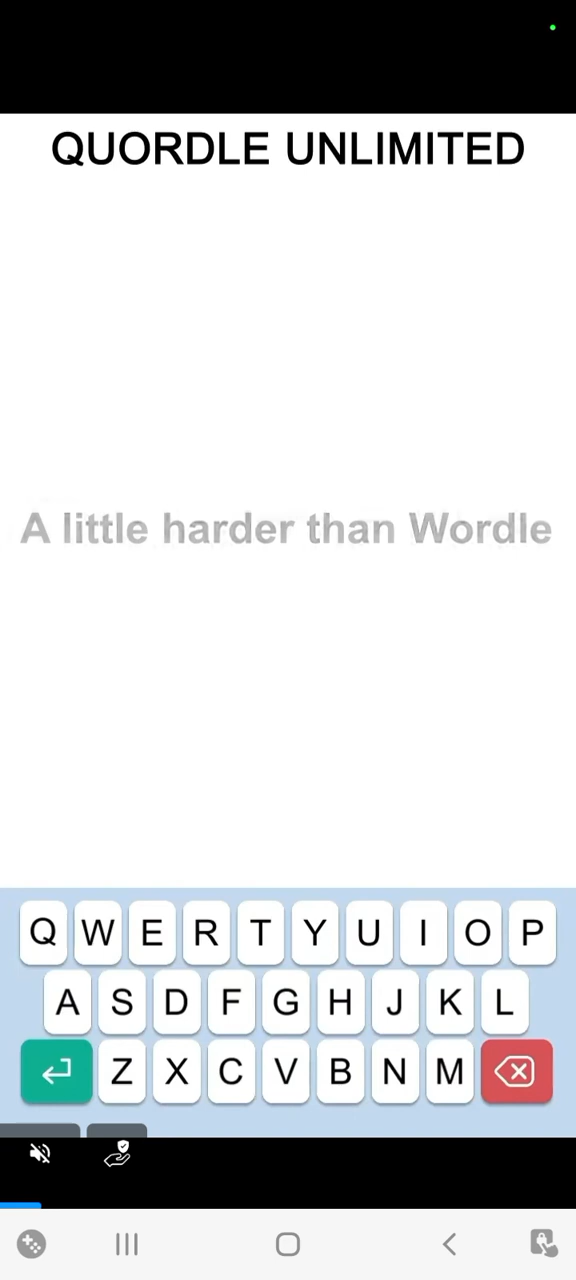 QUORDLE UNLIMITED
A little harder than Wordle
Q W E R T Y U I O P
A S D F G H J K L
Z X C V B N M